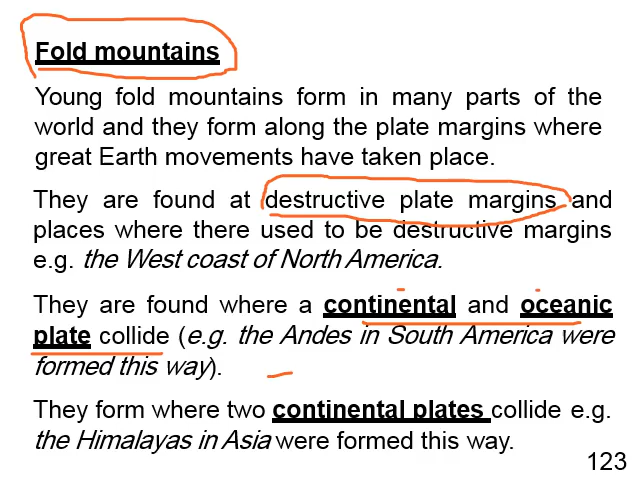 Fold mountains
Young fold mountains form in many parts of the
world and they form along the plate margins where
great Earth movements have taken place.
They are found at destructive plate margins and
places where there used to be destructive margins
e.g. the West coast of North America.
They are found where a continental and oceanic
plate collide (e.g. the Andes in South America were
formed this way).
They form where two continental plates collide e.g.
the Himalayas in Asia were formed this way.
123